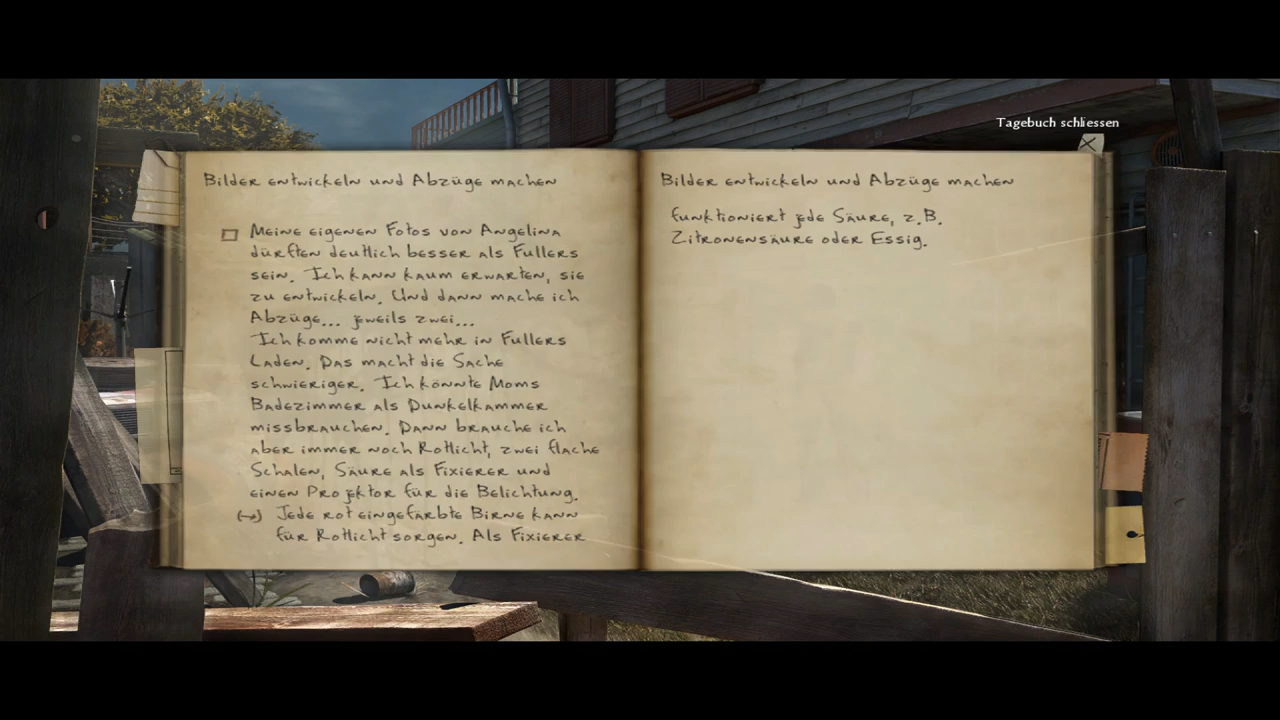 Tagebuch schliessen
Bilder entwickeln und Abzüge machen
Meine eigenen Fotos von Angelina
dürften deutlich besser als Fullers
sein. Ich kann kaum erwarten, sie
zu entwickeln. Und dann mache ich
Abzüge... jeweils zwei...
Ich komme nicht mehr in Fullers
Laden. Das macht die Sache
schwieriger. Ich könnte Moms
Badezimmer als Dunkelkammer
missbrauchen. Dann brauche ich
aber immer noch Rotlicht, zwei flache
Schalen, Säure als Fixierer und
einen Projektor für die Belichtung.
(→) Jede rot eingefärbte Birne kann
für Rotlicht sorgen. Als Fixierer
Bilder entwickeln und Abzüge machen
funktioniert jede Säure, z.B.
Zitronensäure oder Essig.